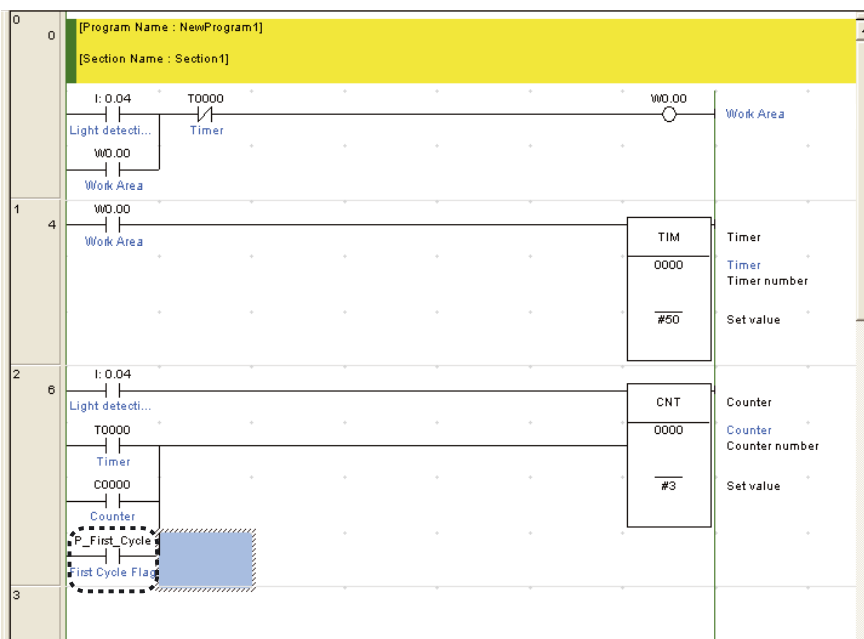 0
0
[Program Name : NewProgram1]
[Section Name : Section1]
I: 0.04
T0000
W0.00
Work Area
Light detecti...
Timer
W0.00
Work Area
1
4
W0.00
Work Area
TIM
Timer
0000
Timer
Timer number
#50
Set value
2
6
I: 0.04
Light detecti...
CNT
Counter
T0000
Timer
0000
Counter
Counter number
C0000
Counter
#3
Set value
P_First_Cycle
First Cycle Flag
3